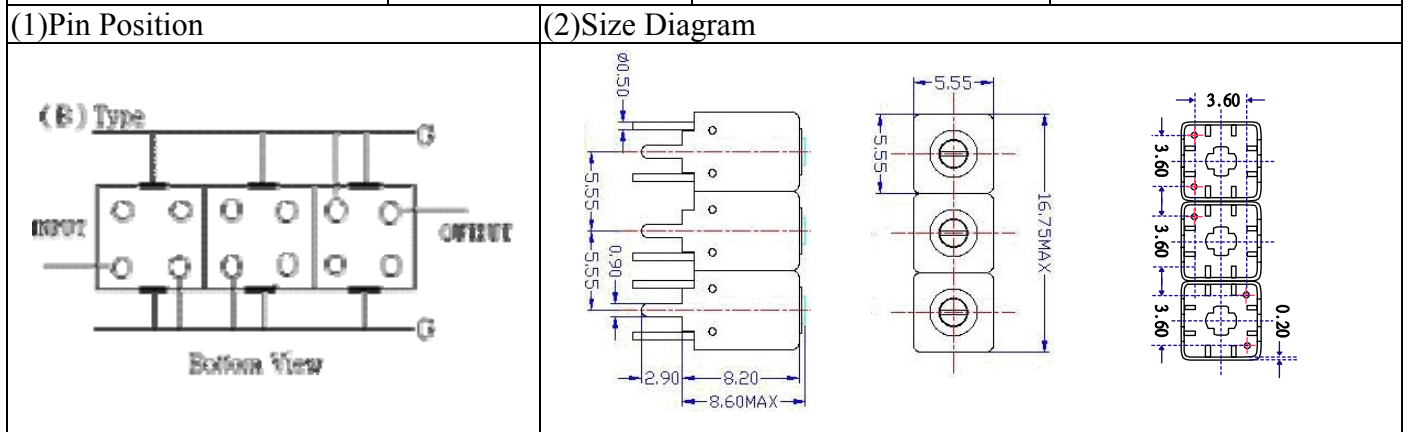 (1)Pin Position
(2)Size Diagram
(B) Type
G
INPUT
OUTPUT
G
Bottom View
Ø0.50
5.55
5.55
0.90
2.90
8.20
8.60MAX
5.55
5.55
16.75MAX
3.60
3.60
3.60
3.60
0.20